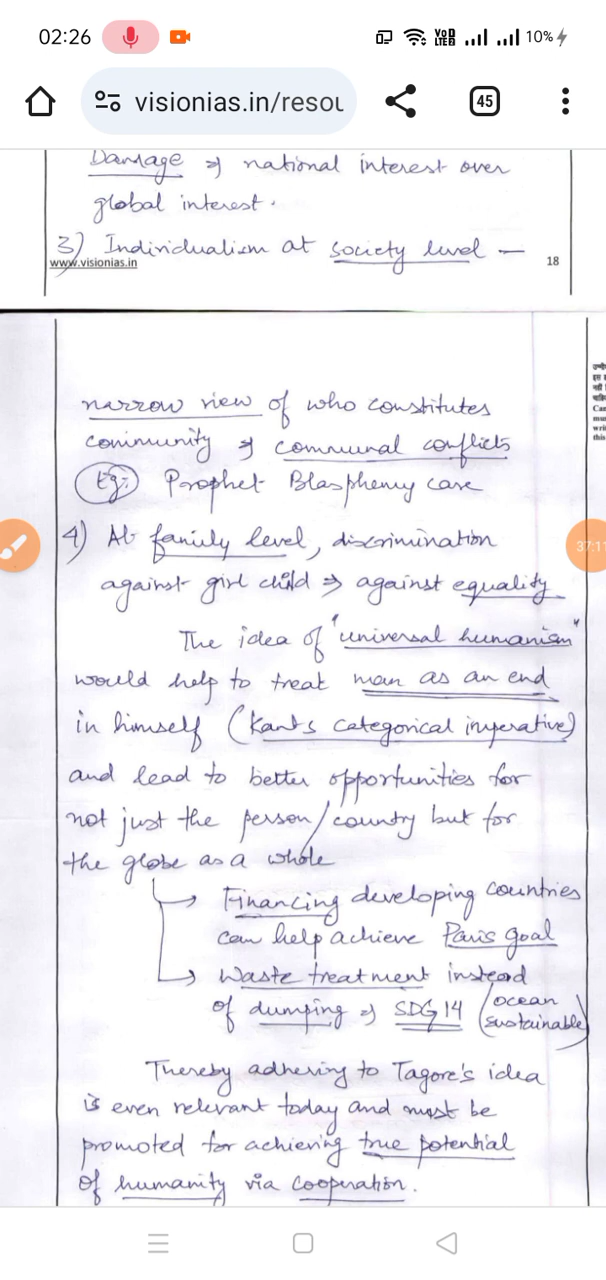 02:26 VoD LTED 10%
visionias.in/resou 45
Damage ⇒ national interest over
global interest.
3) Individualism at society level —
www.visionias.in 18
narrow view of who constitutes
community ⇒ communal conflicts
Eg: Prophet Blasphemy case
4) At family level, discrimination
against girl child ⇒ against equality
37:11
The idea of "universal humanism"
would help to treat man as an end
in himself (Kant's categorical imperative)
and lead to better opportunities for
not just the person/country but for
the globe as a whole
→ Financing developing countries
can help achieve Paris goal
→ Waste treatment instead
of dumping ⇒ SDG 14 (ocean
sustainable)
Thereby adhering to Tagore's idea
is even relevant today and must be
promoted for achieving true potential
of humanity via cooperation.